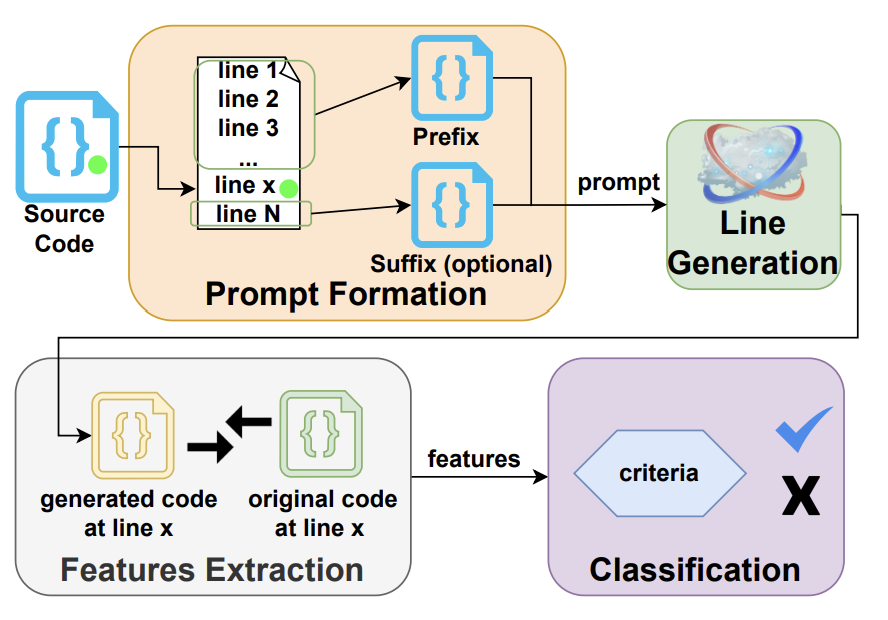 Source
Code
line 1
line 2
line 3
...
line x
line N
{}
Prefix
{}
Suffix (optional)
Prompt Formation
prompt
Line
Generation
{}
generated code
at line x
{}
original code
at line x
Features Extraction
features
criteria
X
Classification